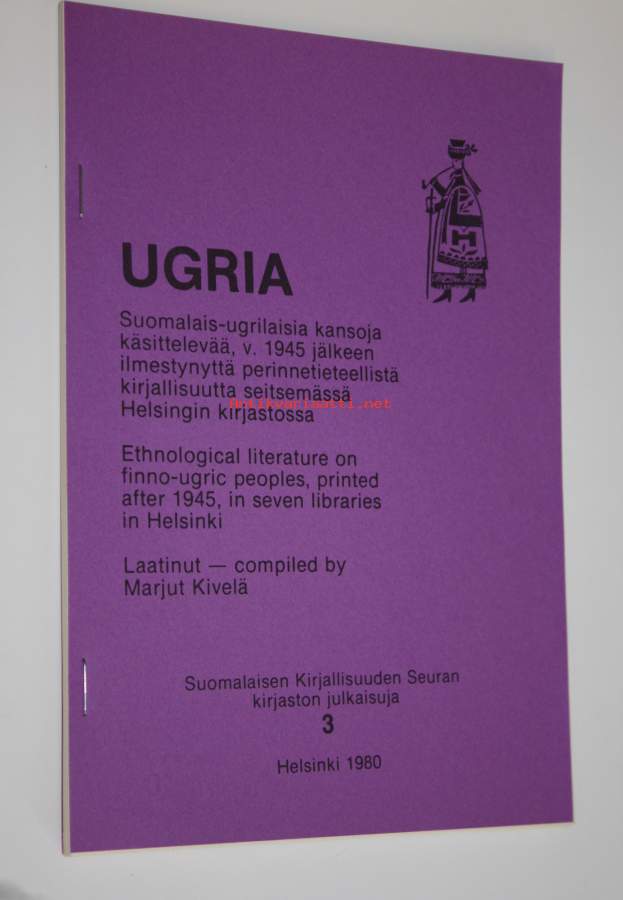 UGRIA
Suomalais-ugrilaisia kansoja
käsittelevää, v. 1945 jälkeen
ilmestynyttä perinnetieteellistä
kirjallisuutta seitsemässä
Antikvariaatti.net
Helsingin kirjastossa
Ethnological literature on
finno-ugric peoples, printed
after 1945, in seven libraries
in Helsinki
Laatinut — compiled by
Marjut Kivelä
Suomalaisen Kirjallisuuden Seuran
kirjaston julkaisuja
3
Helsinki 1980